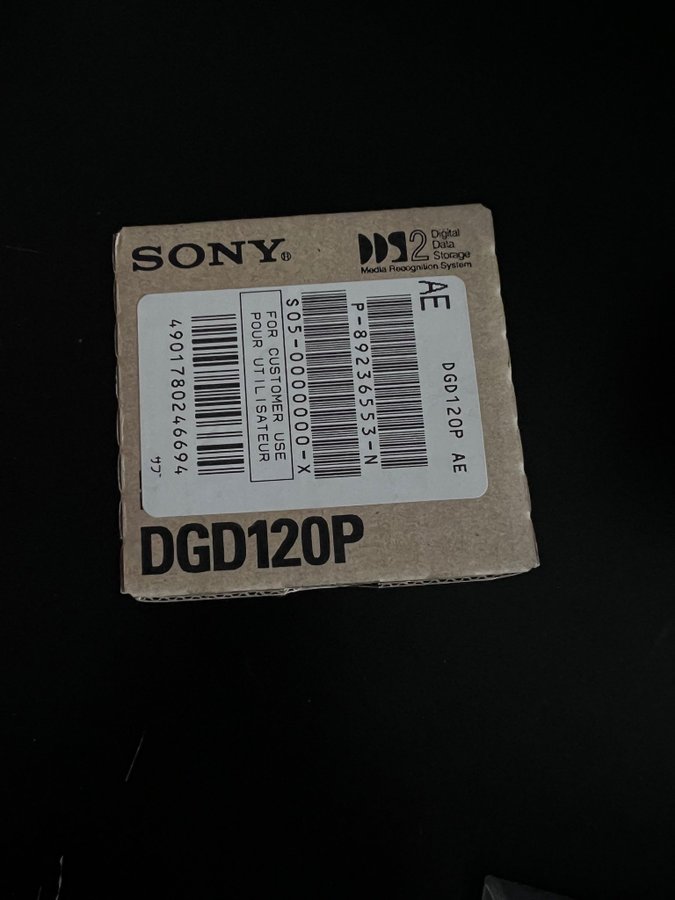 SONY®
DDS2 Digital
Data
Storage
Media Recognition System
AE
DGD120P AE
P-89236553-N
S05-0000000-X
FOR CUSTOMER USE
POUR UTILISATEUR
4901780246694
DGD120P